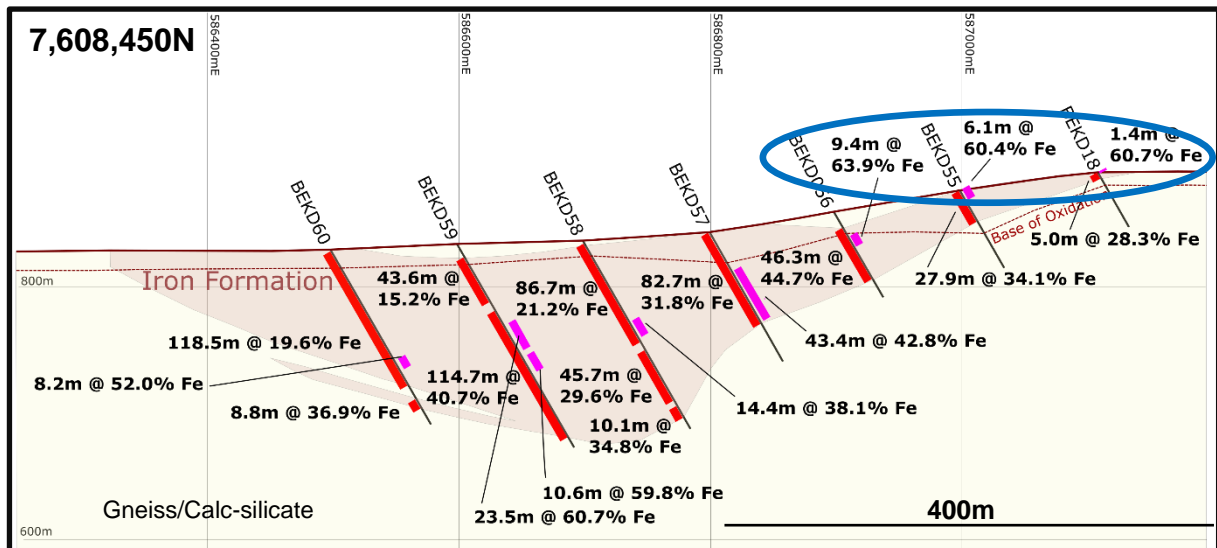 7,608,450N
586400mE
586600mE
586800mE
587000mE
BEKD60
BEKD59
BEKD58
BEKD57
BEKD056
BEKD55
BEKD18
9.4m @
63.9% Fe
6.1m @
60.4% Fe
1.4m @
60.7% Fe
Base of Oxidation
5.0m @ 28.3% Fe
27.9m @ 34.1% Fe
800m
Iron Formation
43.6m @
15.2% Fe
86.7m @
21.2% Fe
82.7m @
31.8% Fe
46.3m @
44.7% Fe
118.5m @ 19.6% Fe
8.2m @ 52.0% Fe
8.8m @ 36.9% Fe
114.7m @
40.7% Fe
45.7m @
29.6% Fe
10.1m @
34.8% Fe
43.4m @ 42.8% Fe
14.4m @ 38.1% Fe
10.6m @ 59.8% Fe
23.5m @ 60.7% Fe
Gneiss/Calc-silicate
400m
600m